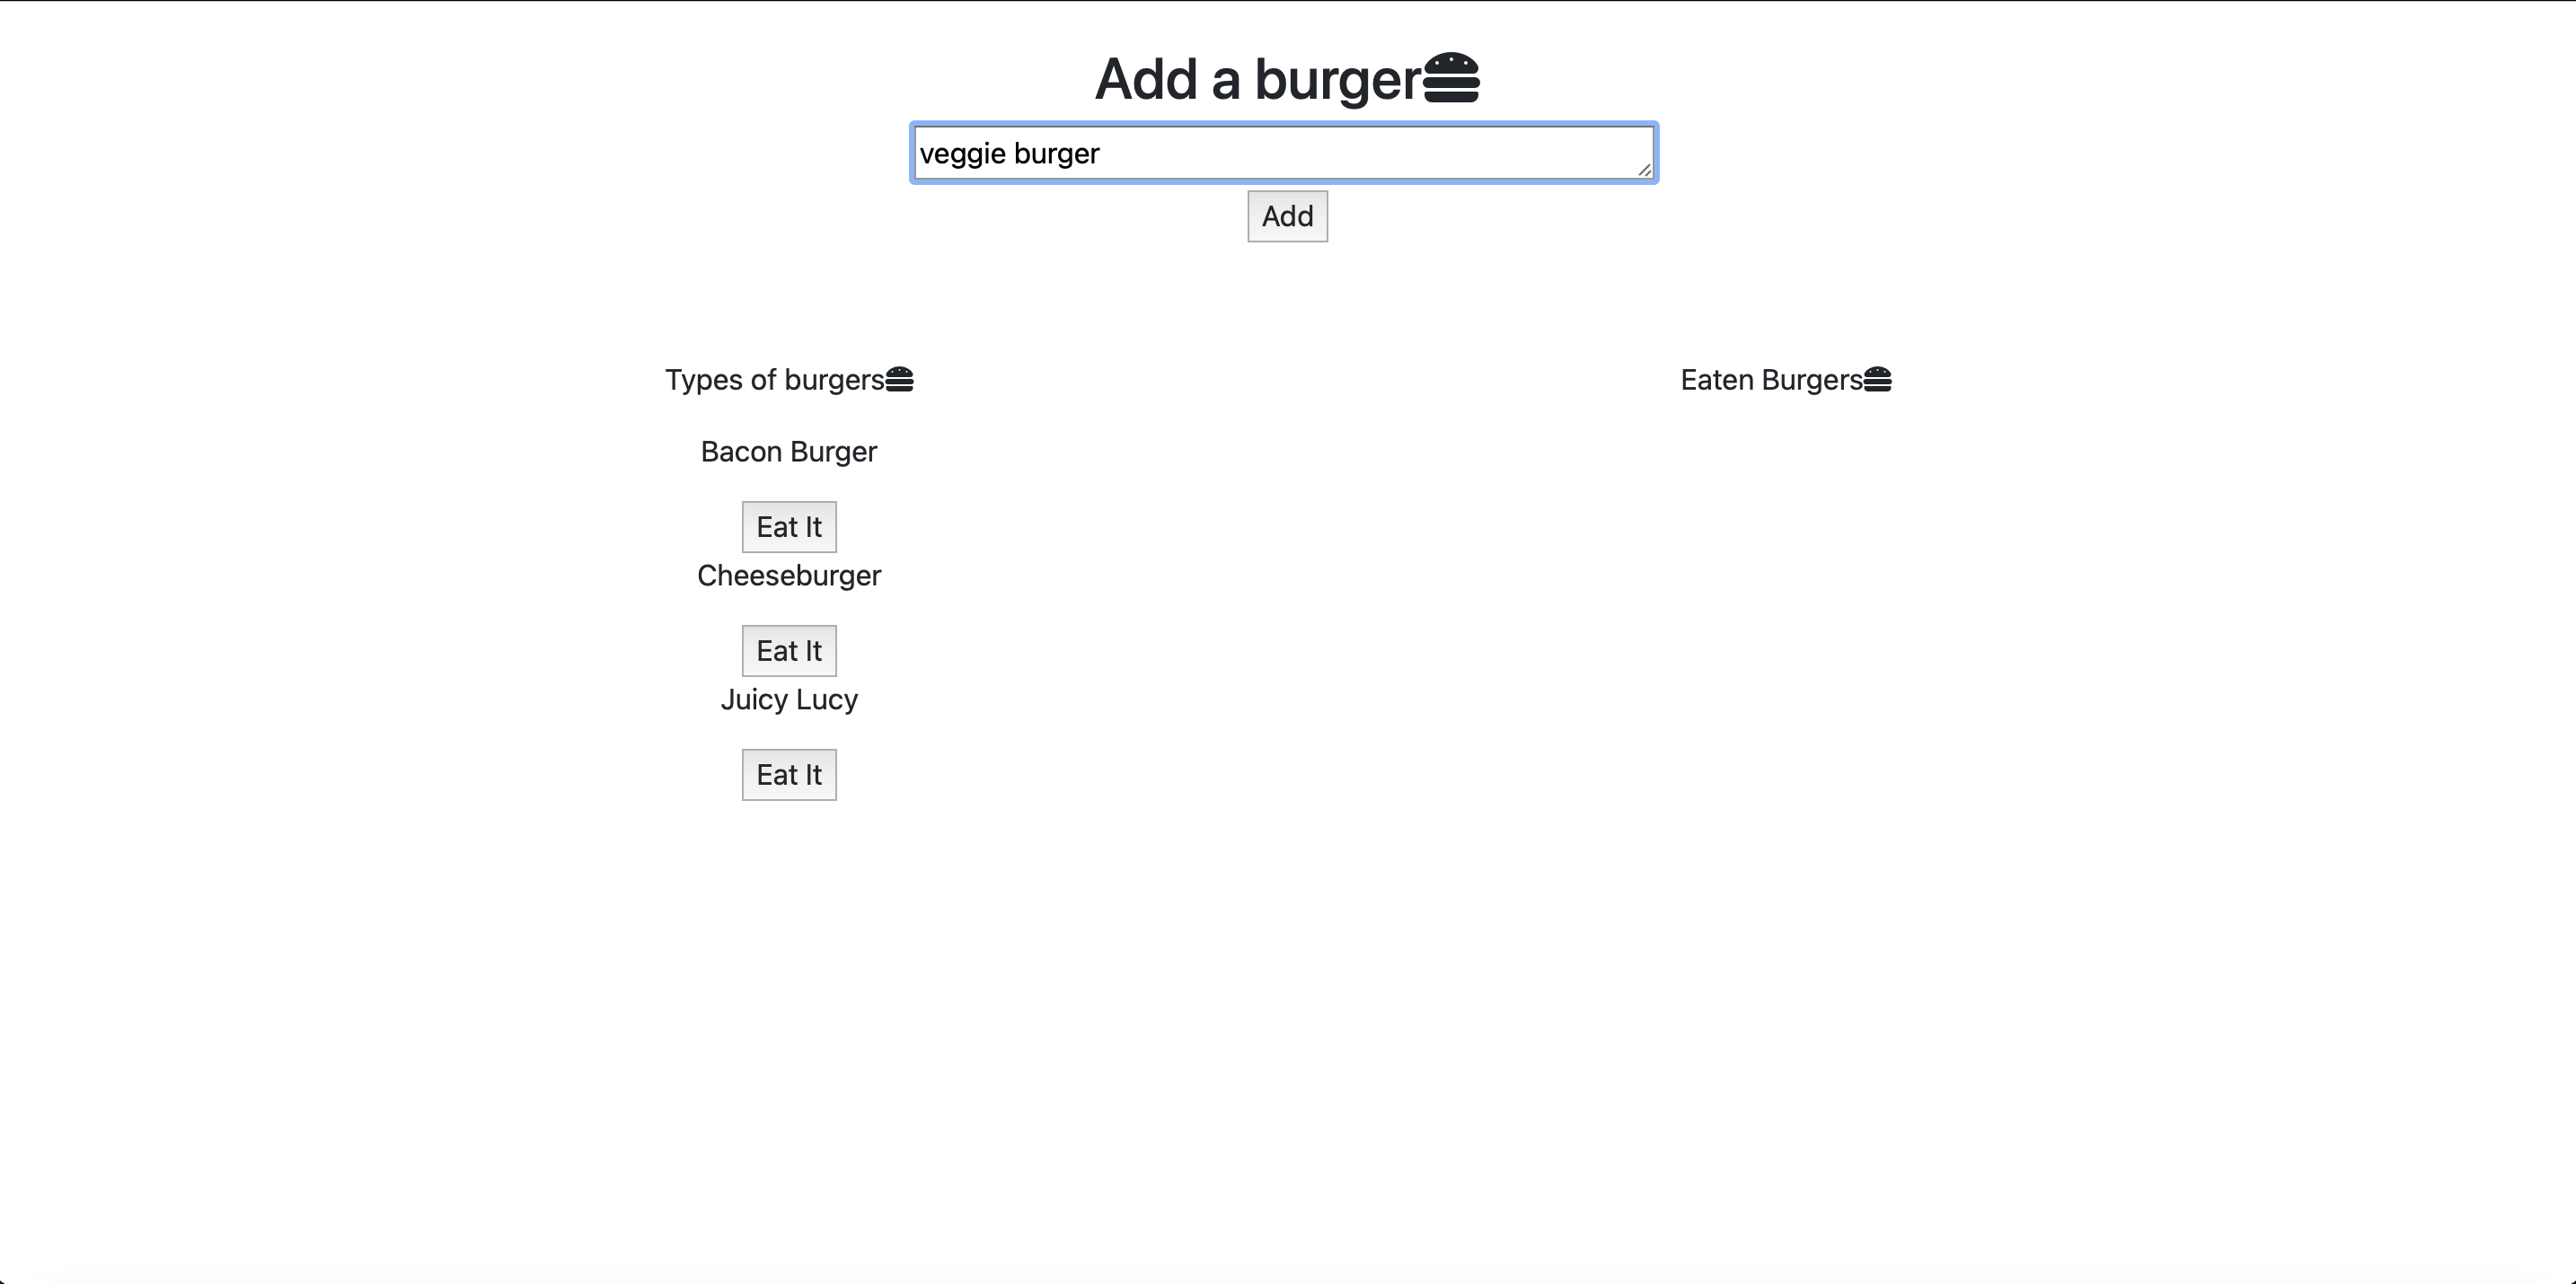 Add a burger
veggie burger
Add
Types of burgers
Bacon Burger
Eat It
Cheeseburger
Eat It
Juicy Lucy
Eat It
Eaten Burgers